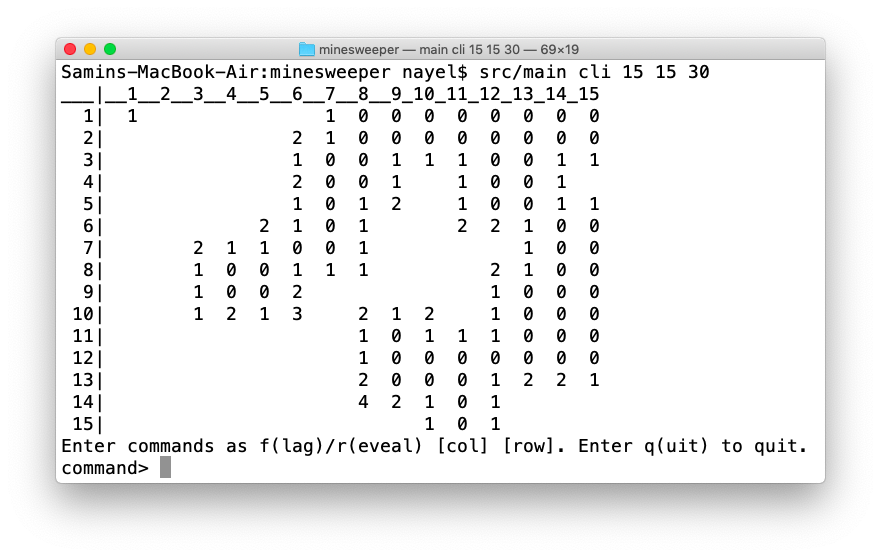 minesweeper — main cli 15 15 30 — 69×19
Samins-MacBook-Air:minesweeper nayel$ src/main cli 15 15 30
___|__1__2__3__4__5__6__7__8__9_10_11_12_13_14_15
  1|  1                 1  0  0  0  0  0  0  0  0
  2|                 2  1  0  0  0  0  0  0  0  0
  3|                 1  0  0  1  1  1  0  0  1  1
  4|                 2  0  0  1     1  0  0  1
  5|                 1  0  1  2     1  0  0  1  1
  6|              2  1  0  1        2  2  1  0  0
  7|        2  1  1  0  0  1              1  0  0
  8|        1  0  0  1  1  1           2  1  0  0
  9|        1  0  0  2                 1  0  0  0
 10|        1  2  1  3     2  1  2     1  0  0  0
 11|                       1  0  1  1  1  0  0  0
 12|                       1  0  0  0  0  0  0  0
 13|                       2  0  0  0  1  2  2  1
 14|                       4  2  1  0  1
 15|                             1  0  1
Enter commands as f(lag)/r(eveal) [col] [row]. Enter q(uit) to quit.
command>